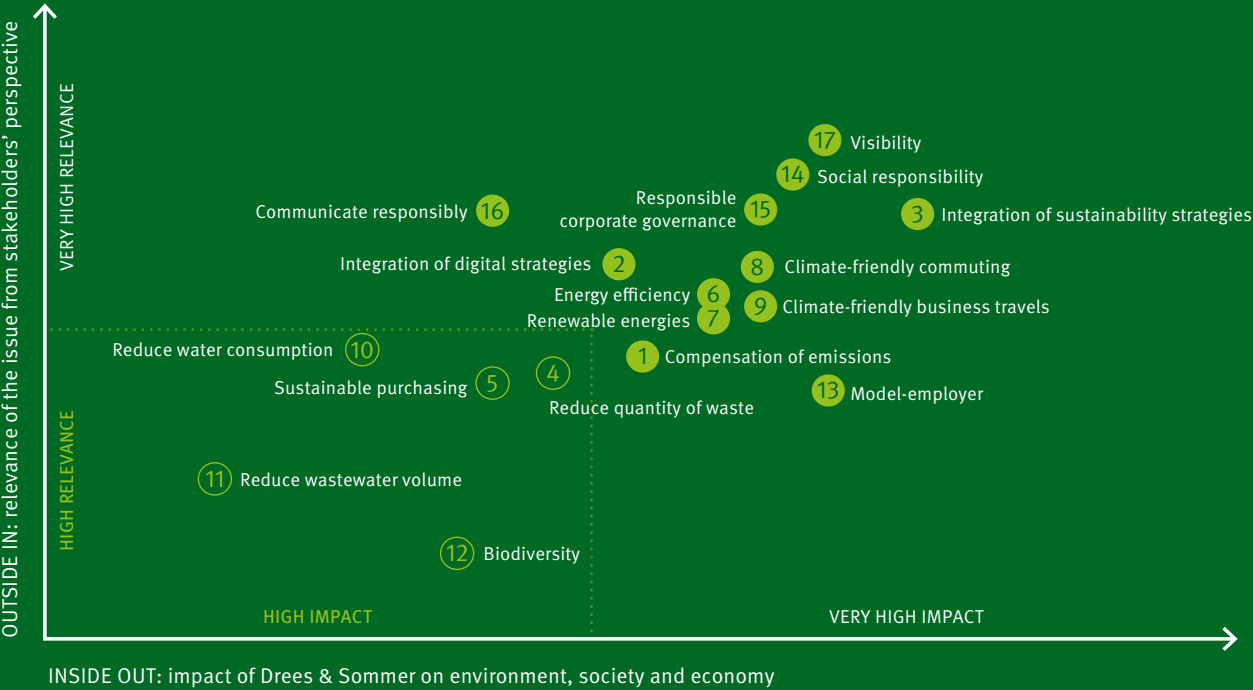 OUTSIDE IN: relevance of the issue from stakeholders' perspective
VERY HIGH RELEVANCE
HIGH RELEVANCE
17 Visibility
14 Social responsibility
Responsible
corporate governance 15
3 Integration of sustainability strategies
Communicate responsibly 16
Integration of digital strategies 2
8 Climate-friendly commuting
Energy efficiency 6
9 Climate-friendly business travels
Renewable energies 7
Reduce water consumption 10
1 Compensation of emissions
4
Reduce quantity of waste
Sustainable purchasing 5
13 Model-employer
11 Reduce wastewater volume
12 Biodiversity
HIGH IMPACT
VERY HIGH IMPACT
INSIDE OUT: impact of Drees & Sommer on environment, society and economy